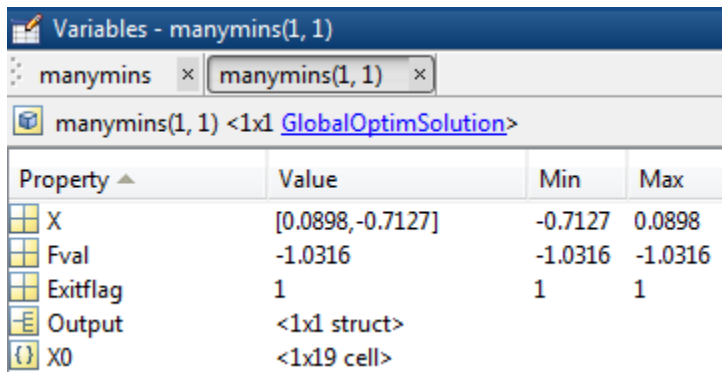 Variables - manymins(1, 1)
manymins × manymins(1, 1) ×
manymins(1, 1) <1x1 GlobalOptimSolution>
Property Value Min Max
X [0.0898,-0.7127] -0.7127 0.0898
Fval -1.0316 -1.0316 -1.0316
Exitflag 1 1 1
Output <1x1 struct>
X0 <1x19 cell>